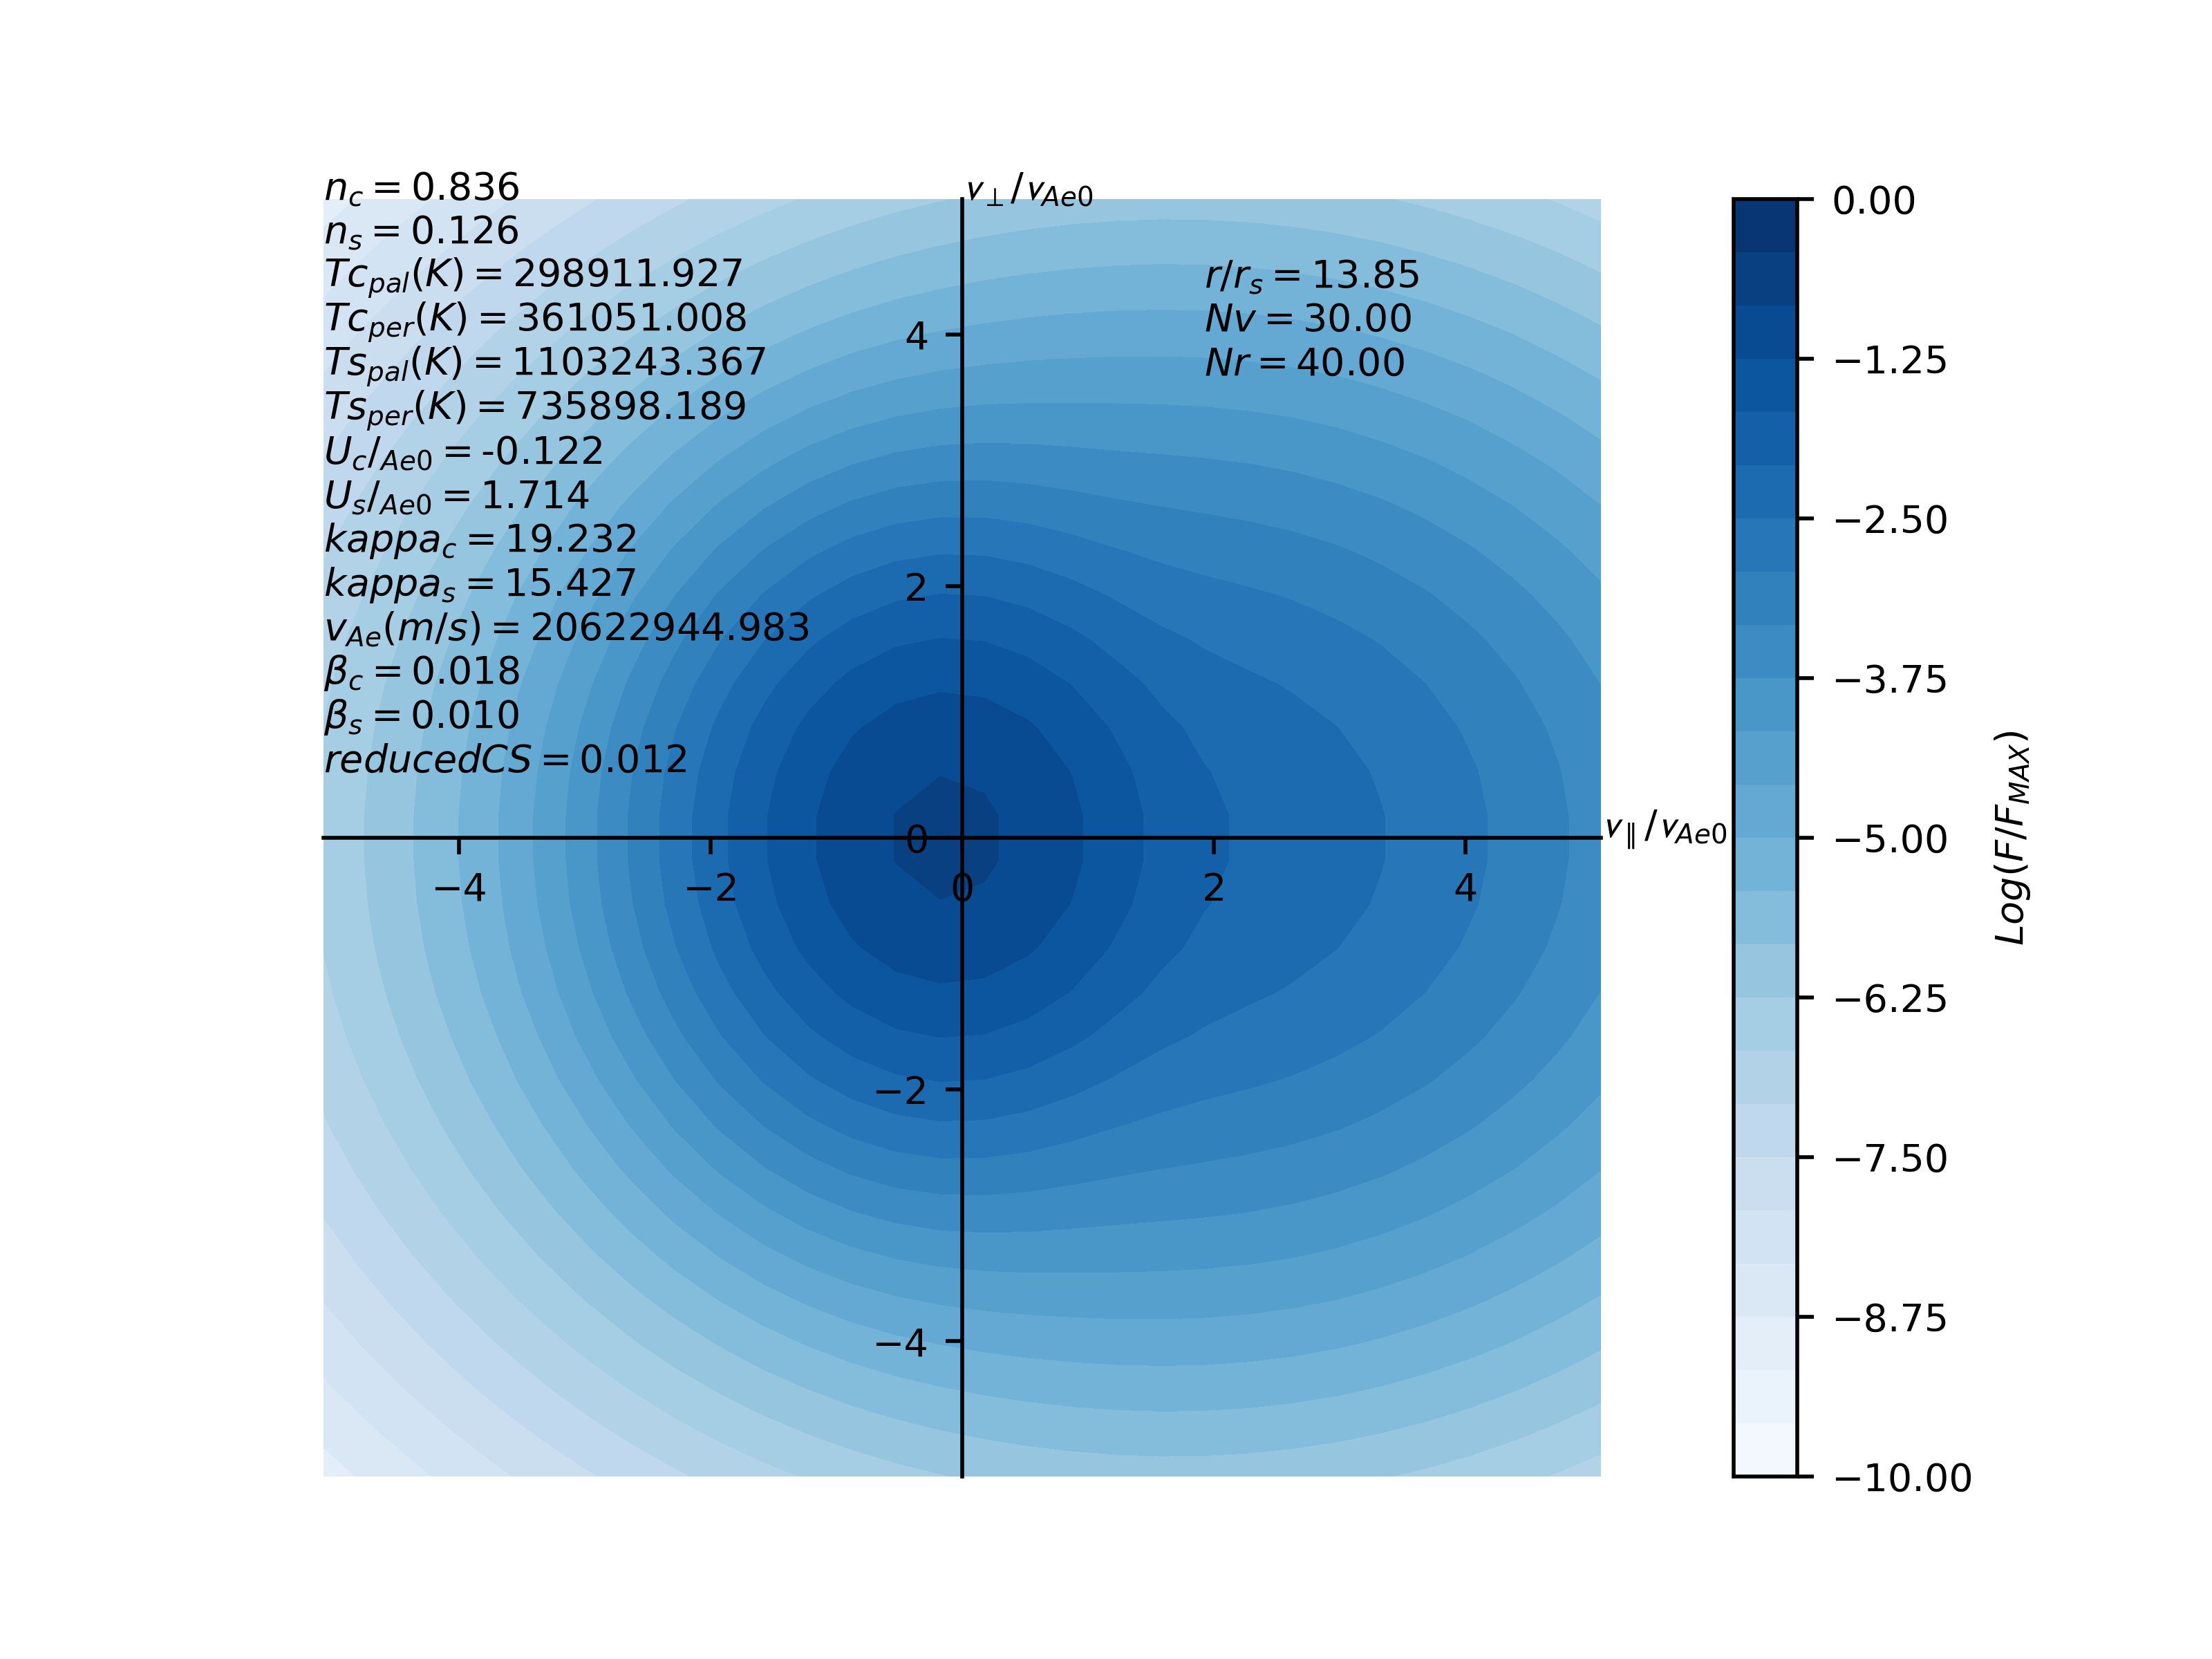 n_c = 0.836
n_s = 0.126
Tc_pal(K) = 298911.927
Tc_per(K) = 361051.008
Ts_pal(K) = 1103243.367
Ts_per(K) = 735898.189
U_c/_Ae0 = -0.122
U_s/_Ae0 = 1.714
kappa_c = 19.232
kappa_s = 15.427
v_Ae(m/s) = 20622944.983
β_c = 0.018
β_s = 0.010
reducedCS = 0.012
v_⊥/v_Ae0
r/r_s = 13.85
Nv = 30.00
Nr = 40.00
4
2
0
−2
−4
−4
−2
0
2
4
v_∥/v_Ae0
0.00
−1.25
−2.50
−3.75
−5.00
−6.25
−7.50
−8.75
−10.00
Log(F/F_MAX)